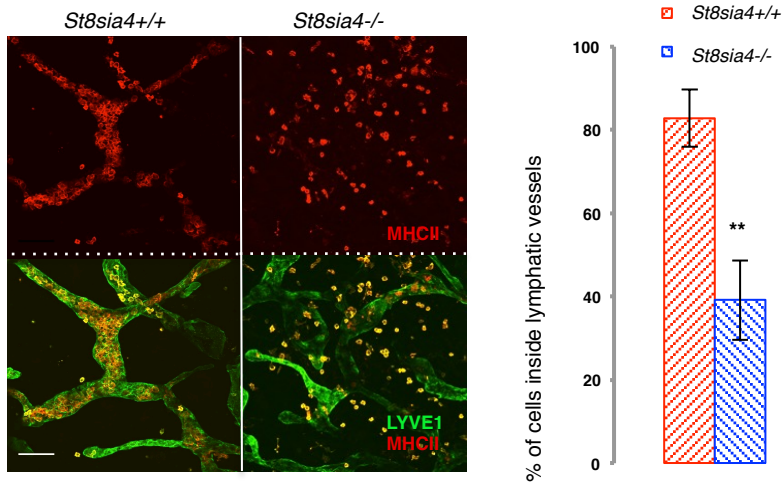 St8sia4+/+
St8sia4-/-
MHCII
LYVE1
MHCII
St8sia4+/+
St8sia4-/-
% of cells inside lymphatic vessels
100
80
60
40
20
0
**